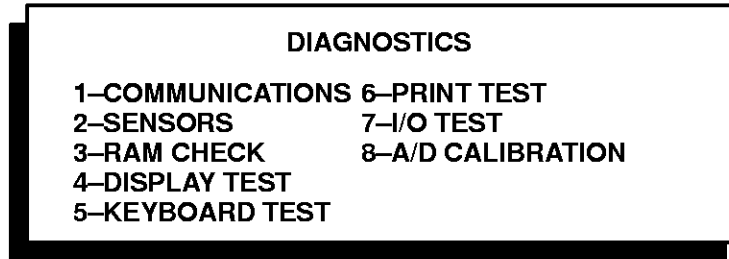 DIAGNOSTICS
1–COMMUNICATIONS 6–PRINT TEST
2–SENSORS 7–I/O TEST
3–RAM CHECK 8–A/D CALIBRATION
4–DISPLAY TEST
5–KEYBOARD TEST